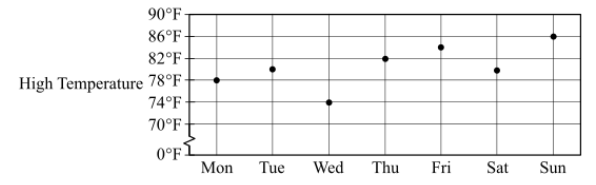 90°F
86°F
82°F
High Temperature 78°F
74°F
70°F
0°F
Mon Tue Wed Thu Fri Sat Sun